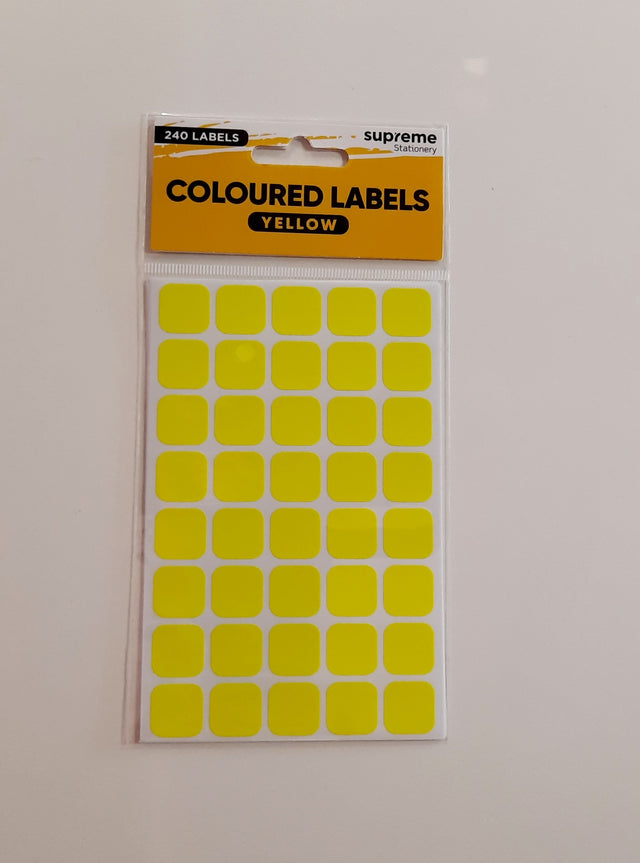 240 LABELS
supreme
Stationery
COLOURED LABELS
YELLOW